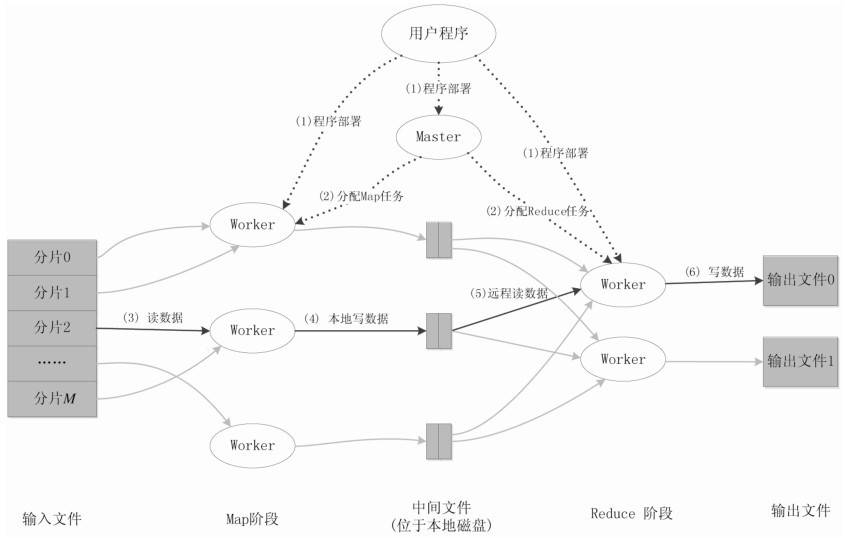 用户程序
(1)程序部署
(1)程序部署
Master
(1)程序部署
(2)分配Map任务
(2)分配Reduce任务
Worker
分片0
分片1
分片2
……
分片M
(3) 读数据
Worker
(4) 本地写数据
(5)远程读数据
Worker
(6) 写数据
输出文件0
Worker
输出文件1
Worker
输入文件
Map阶段
中间文件
(位于本地磁盘)
Reduce 阶段
输出文件